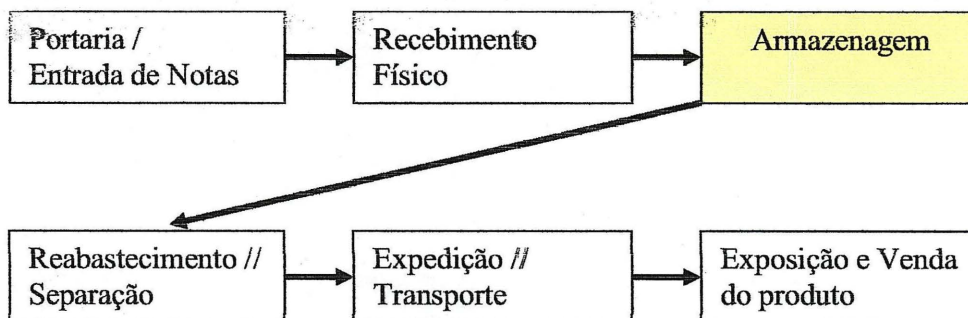 Portaria /
Entrada de Notas
Recebimento
Físico
Armazenagem
Reabastecimento //
Separação
Expedição //
Transporte
Exposição e Venda
do produto